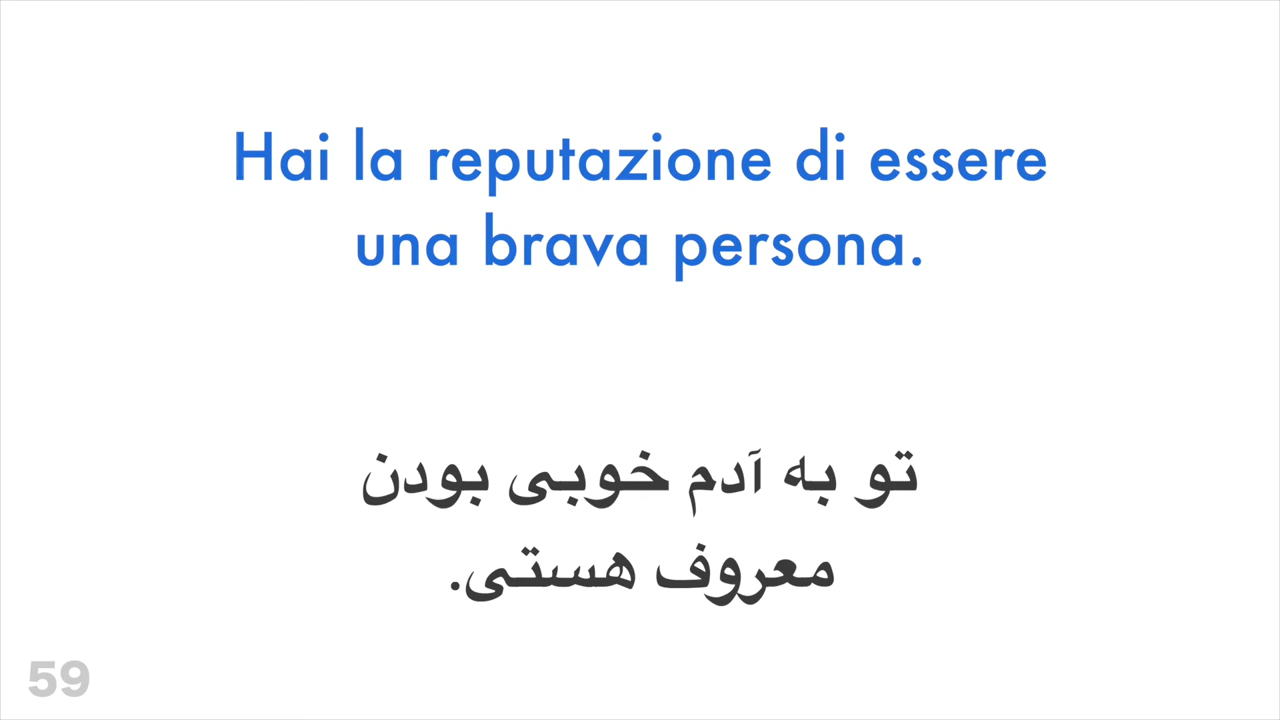 Hai la reputazione di essere
una brava persona.
تو به آدم خوبی بودن
معروف هستی.
59